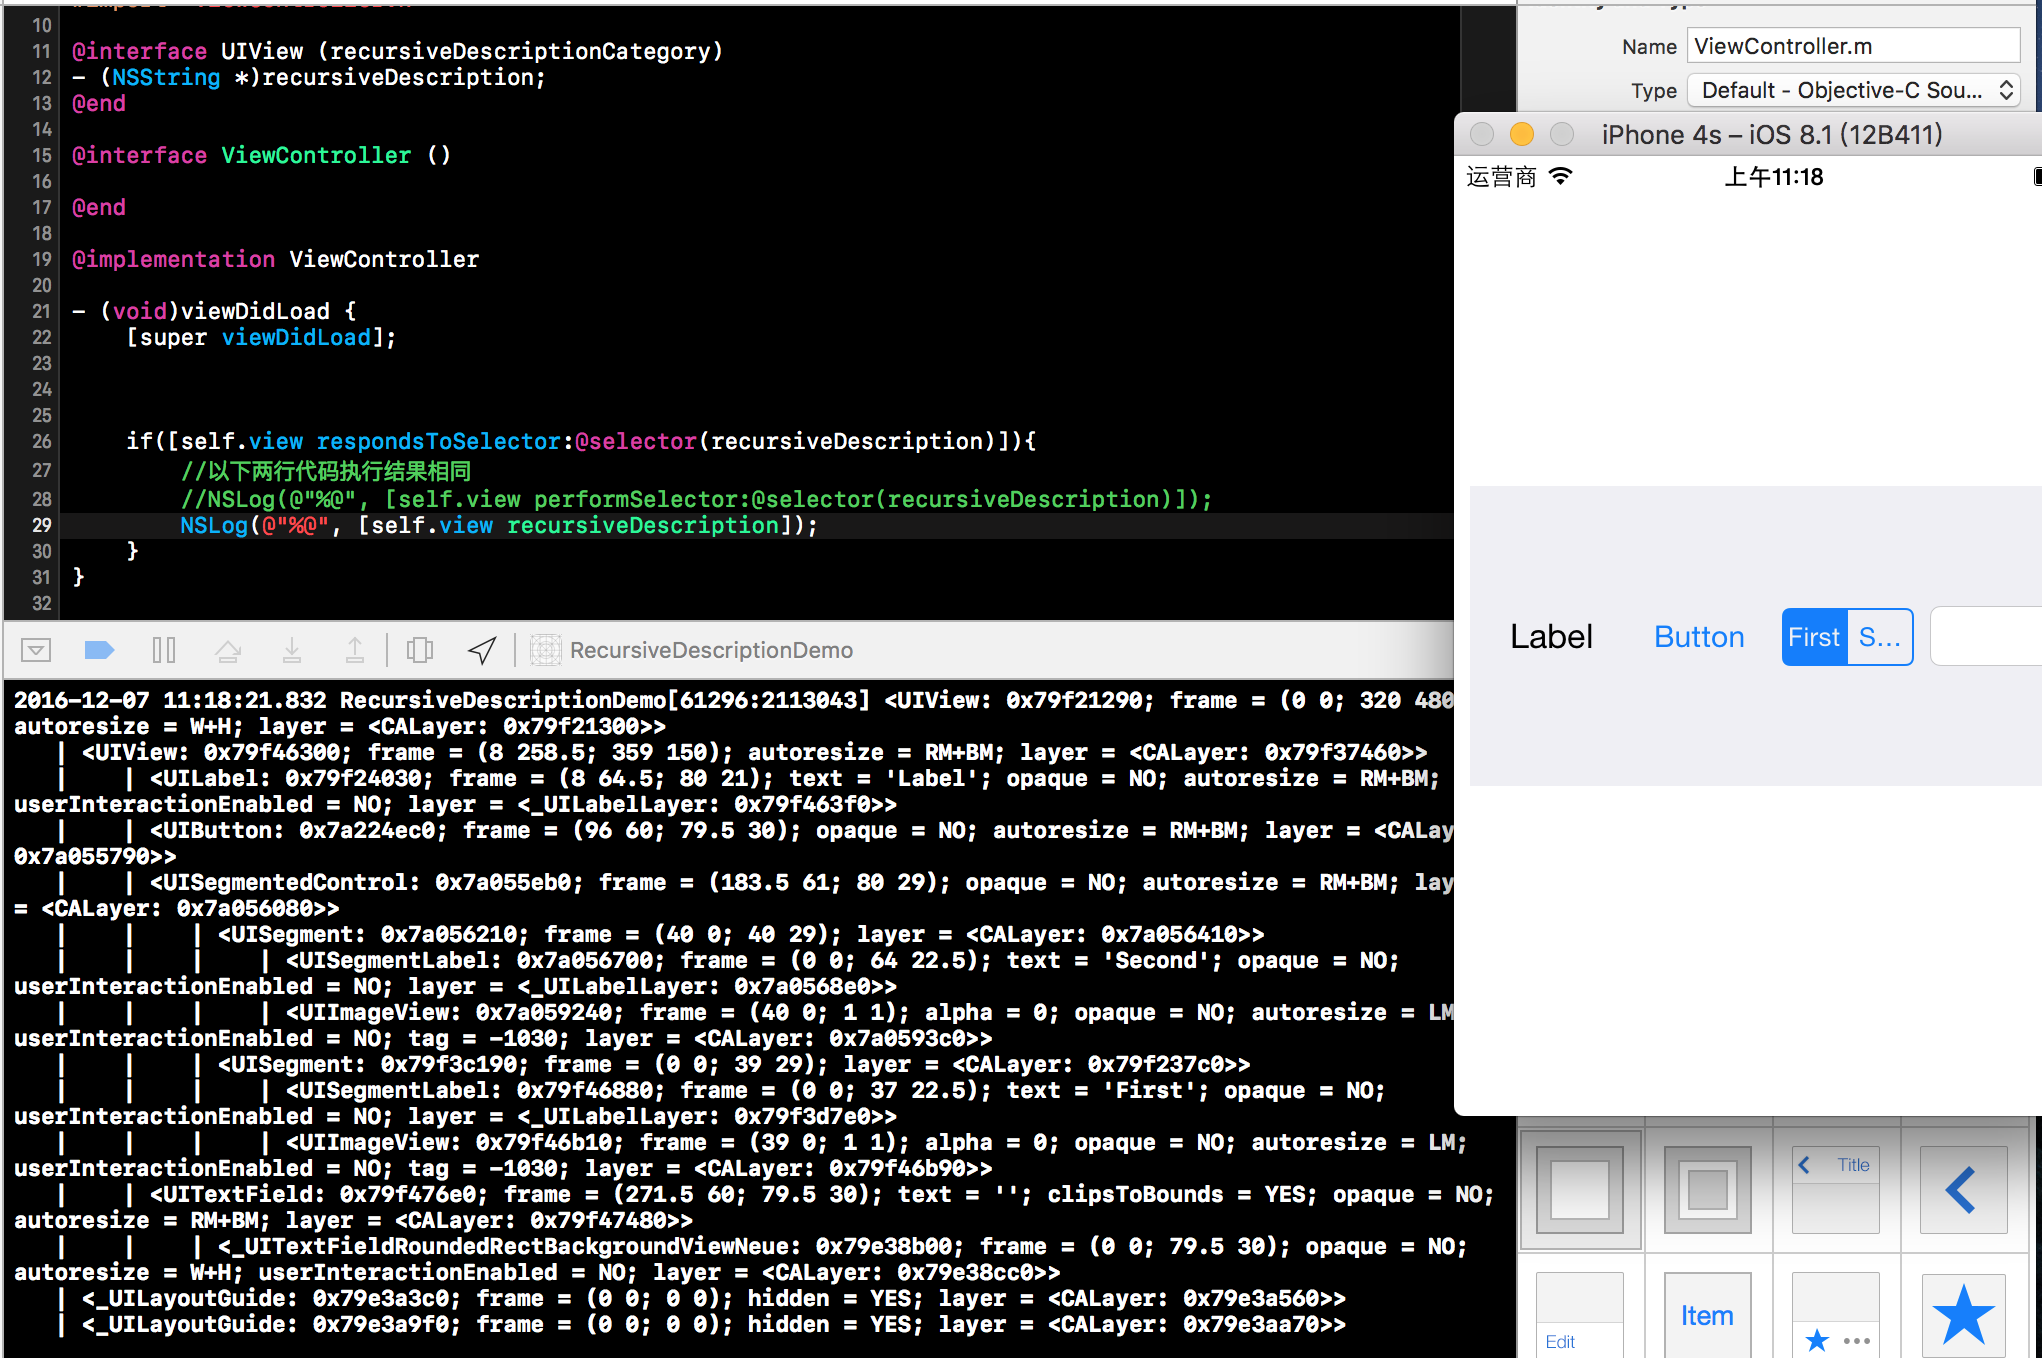 10
11 @interface UIView (recursiveDescriptionCategory)
12 - (NSString *)recursiveDescription;
13 @end
14
15 @interface ViewController ()
16
17 @end
18
19 @implementation ViewController
20
21 - (void)viewDidLoad {
22 [super viewDidLoad];
23
24
25
26 if([self.view respondsToSelector:@selector(recursiveDescription)]){
27 //以下两行代码执行结果相同
28 //NSLog(@"%@", [self.view performSelector:@selector(recursiveDescription)]);
29 NSLog(@"%@", [self.view recursiveDescription]);
30 }
31 }
32
RecursiveDescriptionDemo
2016-12-07 11:18:21.832 RecursiveDescriptionDemo[61296:2113043] <UIView: 0x79f21290; frame = (0 0; 320 480
autoresize = W+H; layer = <CALayer: 0x79f21300>>
| <UIView: 0x79f46300; frame = (8 258.5; 359 150); autoresize = RM+BM; layer = <CALayer: 0x79f37460>>
| | <UILabel: 0x79f24030; frame = (8 64.5; 80 21); text = 'Label'; opaque = NO; autoresize = RM+BM;
userInteractionEnabled = NO; layer = <_UILabelLayer: 0x79f463f0>>
| | <UIButton: 0x7a224ec0; frame = (96 60; 79.5 30); opaque = NO; autoresize = RM+BM; layer = <CALay
0x7a055790>>
| | <UISegmentedControl: 0x7a055eb0; frame = (183.5 61; 80 29); opaque = NO; autoresize = RM+BM; lay
= <CALayer: 0x7a056080>>
| | | <UISegment: 0x7a056210; frame = (40 0; 40 29); layer = <CALayer: 0x7a056410>>
| | | | <UISegmentLabel: 0x7a056700; frame = (0 0; 64 22.5); text = 'Second'; opaque = NO;
userInteractionEnabled = NO; layer = <_UILabelLayer: 0x7a0568e0>>
| | | | <UIImageView: 0x7a059240; frame = (40 0; 1 1); alpha = 0; opaque = NO; autoresize = LM
userInteractionEnabled = NO; tag = -1030; layer = <CALayer: 0x7a0593c0>>
| | | <UISegment: 0x79f3c190; frame = (0 0; 39 29); layer = <CALayer: 0x79f237c0>>
| | | | <UISegmentLabel: 0x79f46880; frame = (0 0; 37 22.5); text = 'First'; opaque = NO;
userInteractionEnabled = NO; layer = <_UILabelLayer: 0x79f3d7e0>>
| | | | <UIImageView: 0x79f46b10; frame = (39 0; 1 1); alpha = 0; opaque = NO; autoresize = LM;
userInteractionEnabled = NO; tag = -1030; layer = <CALayer: 0x79f46b90>>
| | <UITextField: 0x79f476e0; frame = (271.5 60; 79.5 30); text = ''; clipsToBounds = YES; opaque = NO;
autoresize = RM+BM; layer = <CALayer: 0x79f47480>>
| | | <_UITextFieldRoundedRectBackgroundViewNeue: 0x79e38b00; frame = (0 0; 79.5 30); opaque = NO;
autoresize = W+H; userInteractionEnabled = NO; layer = <CALayer: 0x79e38cc0>>
| <_UILayoutGuide: 0x79e3a3c0; frame = (0 0; 0 0); hidden = YES; layer = <CALayer: 0x79e3a560>>
| <_UILayoutGuide: 0x79e3a9f0; frame = (0 0; 0 0); hidden = YES; layer = <CALayer: 0x79e3aa70>>
Name ViewController.m
Type Default - Objective-C Sou...
iPhone 4s – iOS 8.1 (12B411)
运营商 上午11:18
Label Button First S...
Title
Edit Item